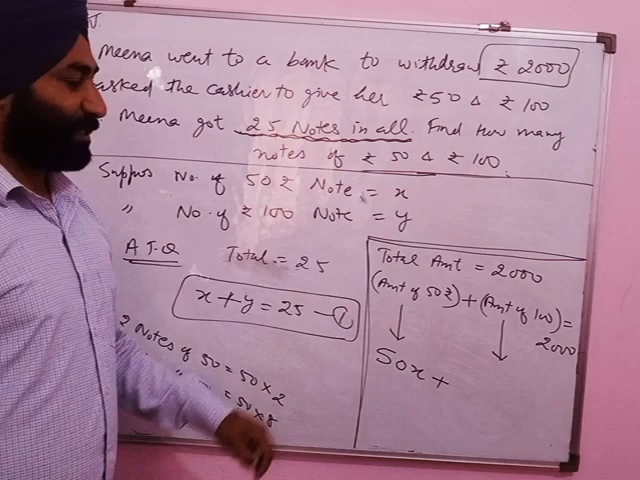 Meena went to a bank to withdraw ₹ 2000
asked the cashier to give her ₹50 & ₹ 100
Meena got 25 Notes in all. Find how many
notes of ₹ 50 & ₹ 100.
Suppos No. of 50 ₹ Note = x
" No. of ₹ 100 Note = y
A T Q Total = 25
x + y = 25 - 1
2 Notes of 50 = 50 × 2
= 50 × 8
Total Amt = 2000
(Amt of 50₹) + (Amt of 100) =
2000
50x +